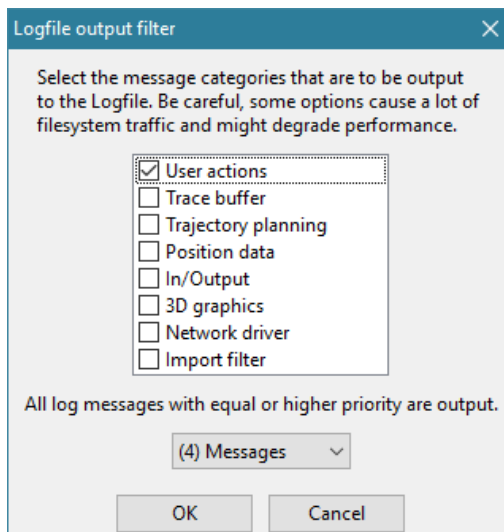 Logfile output filter
Select the message categories that are to be output
to the Logfile. Be careful, some options cause a lot of
filesystem traffic and might degrade performance.
User actions
Trace buffer
Trajectory planning
Position data
In/Output
3D graphics
Network driver
Import filter
All log messages with equal or higher priority are output.
(4) Messages
OK
Cancel